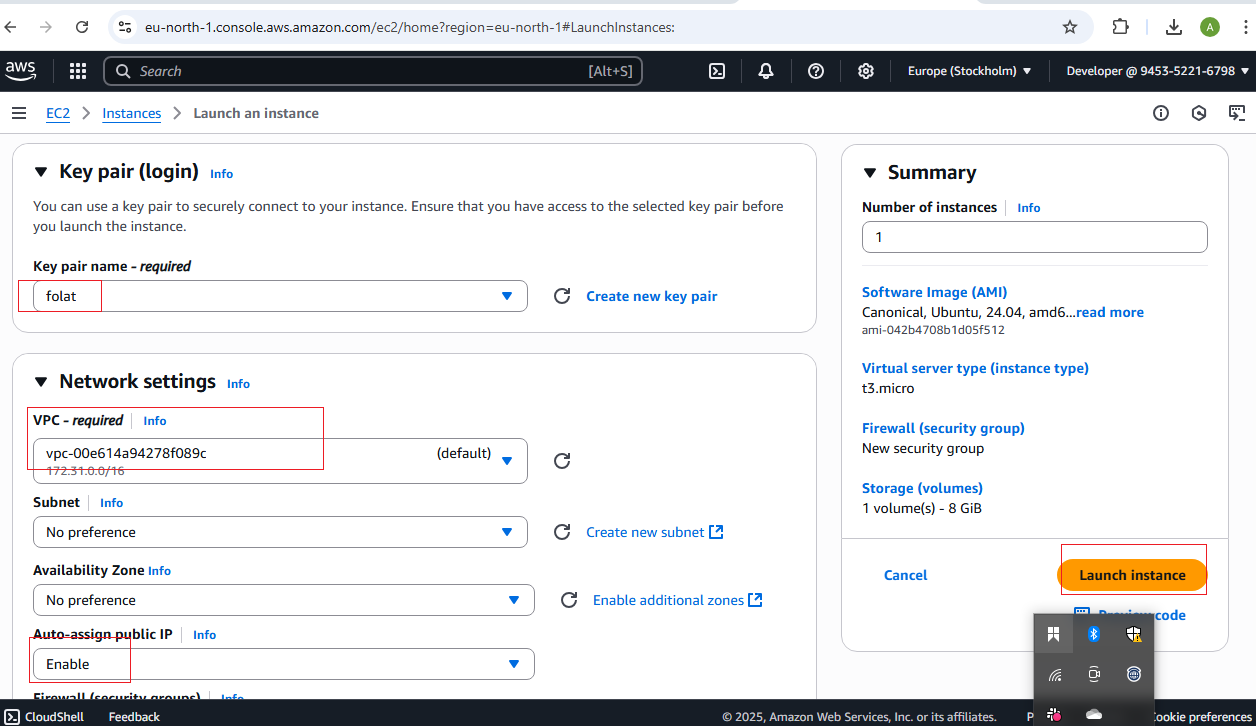 eu-north-1.console.aws.amazon.com/ec2/home?region=eu-north-1#LaunchInstances:
A
aws
Search
[Alt+S]
Europe (Stockholm)
Developer @ 9453-5221-6798
EC2
Instances
Launch an instance
Key pair (login) Info
You can use a key pair to securely connect to your instance. Ensure that you have access to the selected key pair before
you launch the instance.
Key pair name - required
folat
Create new key pair
Network settings Info
VPC - required
Info
vpc-00e614a94278f089c
(default)
172.31.0.0/16
Subnet
Info
No preference
Create new subnet
Availability Zone Info
No preference
Enable additional zones
Auto-assign public IP
Info
Enable
Firewall (security groups)
Info
Summary
Number of instances
Info
1
Software Image (AMI)
Canonical, Ubuntu, 24.04, amd6...read more
ami-042b4708b1d05f512
Virtual server type (instance type)
t3.micro
Firewall (security group)
New security group
Storage (volumes)
1 volume(s) - 8 GiB
Cancel
Launch instance
Preview code
CloudShell
Feedback
© 2025, Amazon Web Services, Inc. or its affiliates.
Cookie preferences